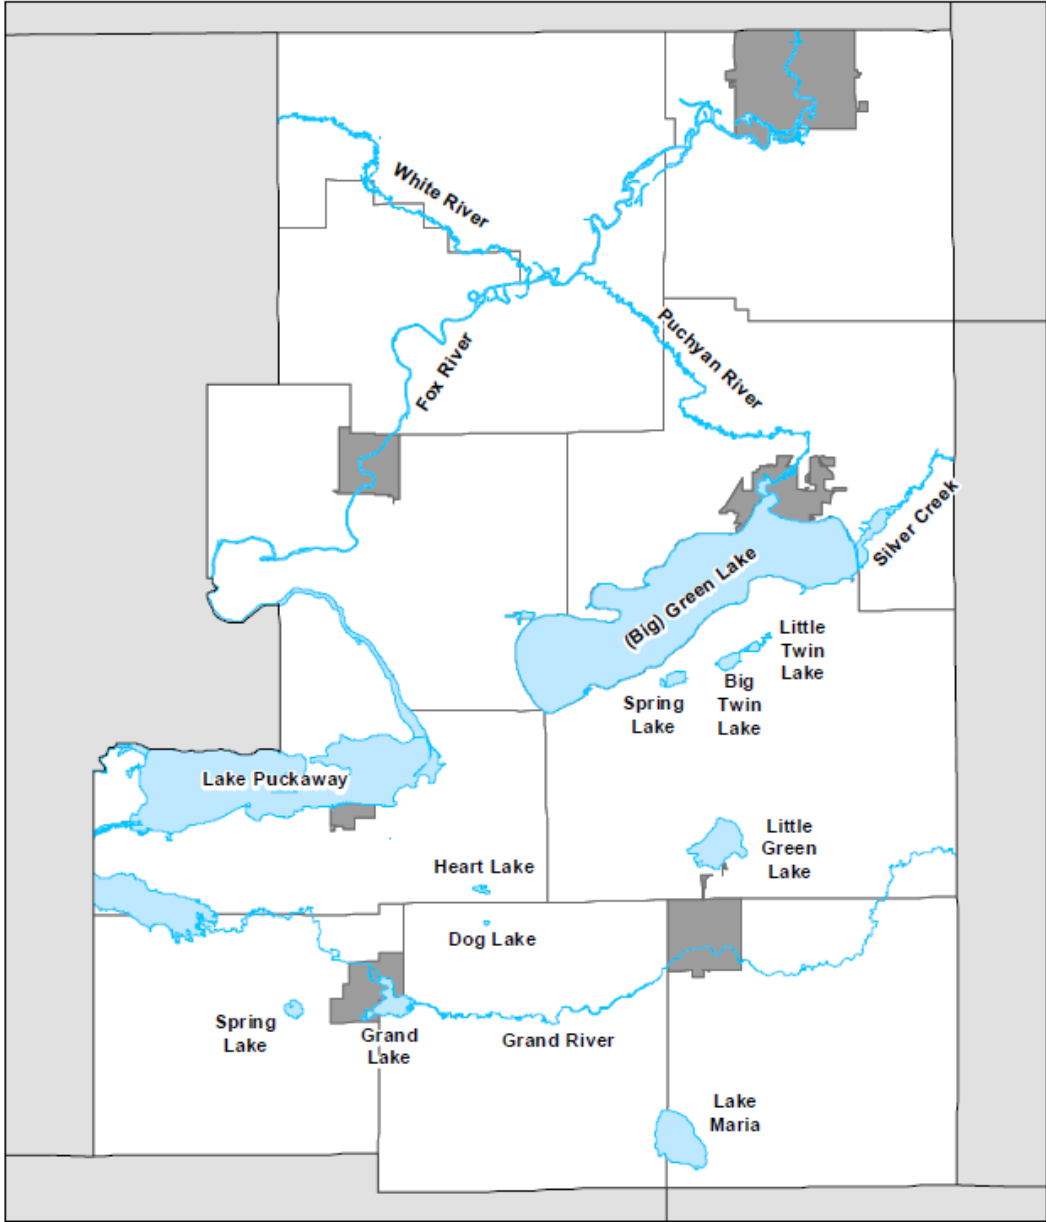 White River
Puchyan River
Fox River
Silver Creek
(Big) Green Lake
Little
Twin
Lake
Big
Twin
Lake
Spring
Lake
Lake Puckaway
Little
Green
Lake
Heart Lake
Dog Lake
Spring
Lake
Grand
Lake
Grand River
Lake
Maria